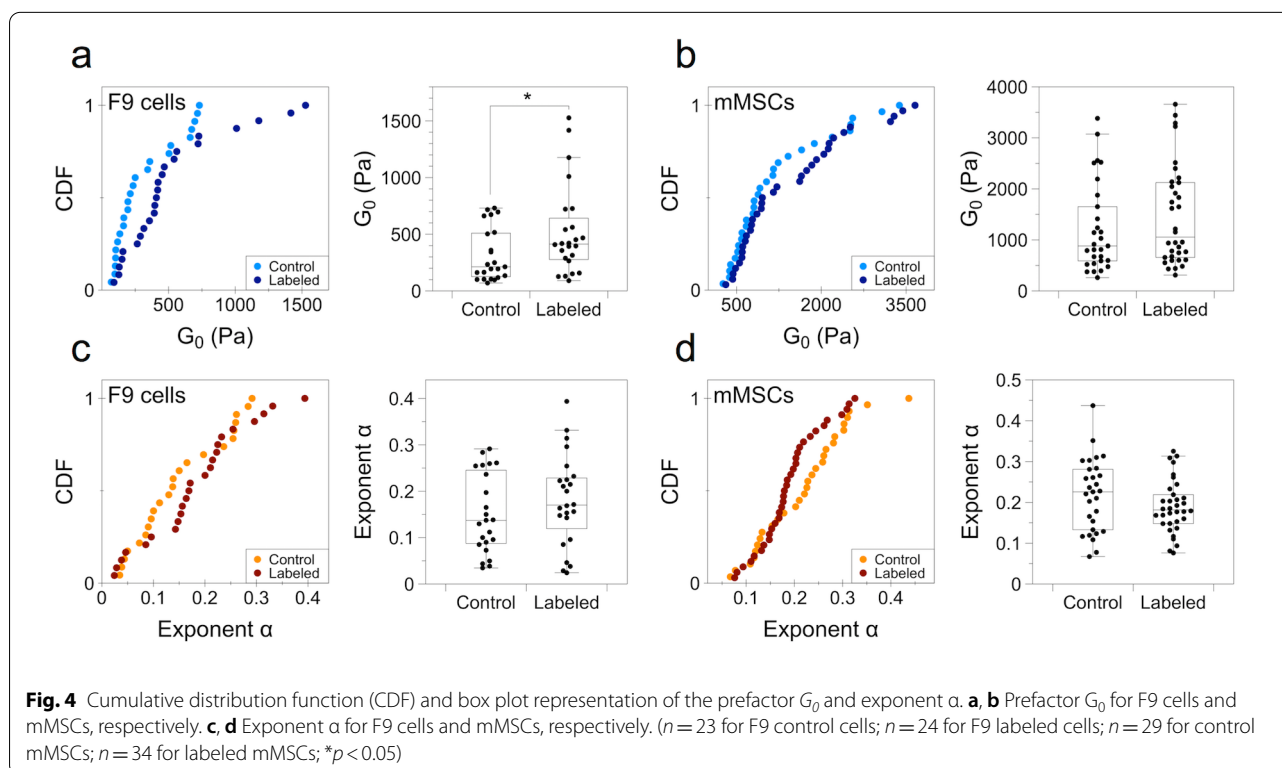 a
F9 cells
1
CDF
0
Control
Labeled
500
1000
1500
G₀ (Pa)
*
1500
1000
500
0
G₀ (Pa)
Control
Labeled
b
mMSCs
1
CDF
0
Control
Labeled
500
2000
3500
G₀ (Pa)
4000
3000
2000
1000
0
G₀ (Pa)
Control
Labeled
c
F9 cells
1
CDF
0
Control
Labeled
0
0.1
0.2
0.3
0.4
Exponent α
0.4
0.3
0.2
0.1
0
Exponent α
Control
Labeled
d
mMSCs
1
CDF
0
Control
Labeled
0.1
0.2
0.3
0.4
Exponent α
0.5
0.4
0.3
0.2
0.1
0
Exponent α
Control
Labeled
Fig. 4 Cumulative distribution function (CDF) and box plot representation of the prefactor G₀ and exponent α. a, b Prefactor G₀ for F9 cells and
mMSCs, respectively. c, d Exponent α for F9 cells and mMSCs, respectively. (n = 23 for F9 control cells; n = 24 for F9 labeled cells; n = 29 for control
mMSCs; n = 34 for labeled mMSCs; *p < 0.05)